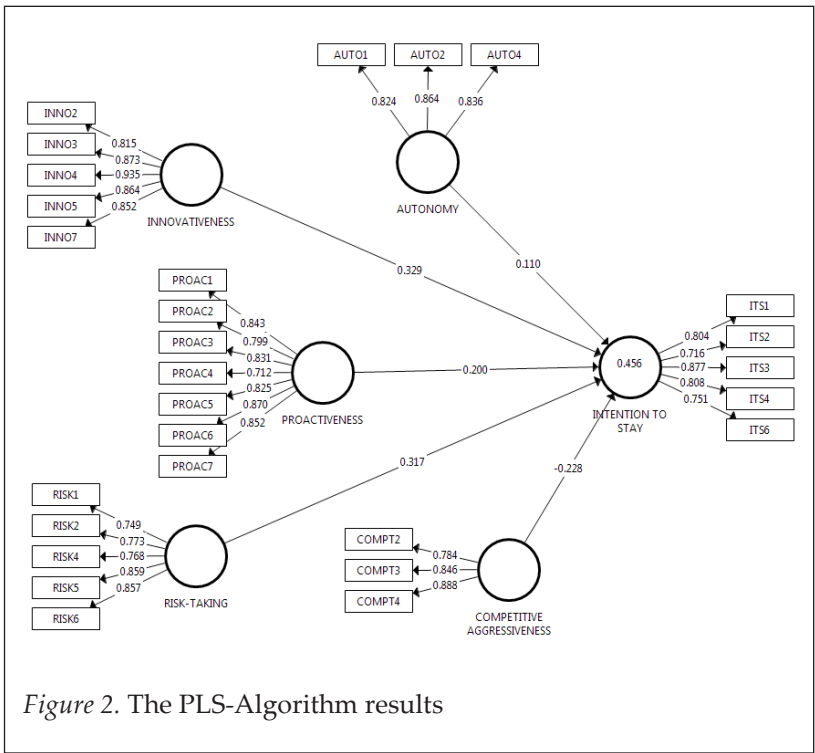 AUTO1 AUTO2 AUTO4
0.824 0.864 0.836
AUTONOMY
INNO2
INNO3
INNO4
INNO5
INNO7
0.815
0.873
0.935
0.864
0.852
INNOVATIVENESS
0.329
0.110
PROAC1
PROAC2
PROAC3
PROAC4
PROAC5
PROAC6
PROAC7
0.843
0.799
0.831
0.712
0.825
0.870
0.852
PROACTIVENESS
0.200
0.456
INTENTION TO
STAY
0.804
0.716
0.877
0.808
0.751
ITS1
ITS2
ITS3
ITS4
ITS6
RISK1
RISK2
RISK4
RISK5
RISK6
0.749
0.773
0.768
0.859
0.857
RISK-TAKING
0.317
-0.228
COMPT2
COMPT3
COMPT4
0.784
0.846
0.888
COMPETITIVE
AGGRESSIVENESS
Figure 2. The PLS-Algorithm results